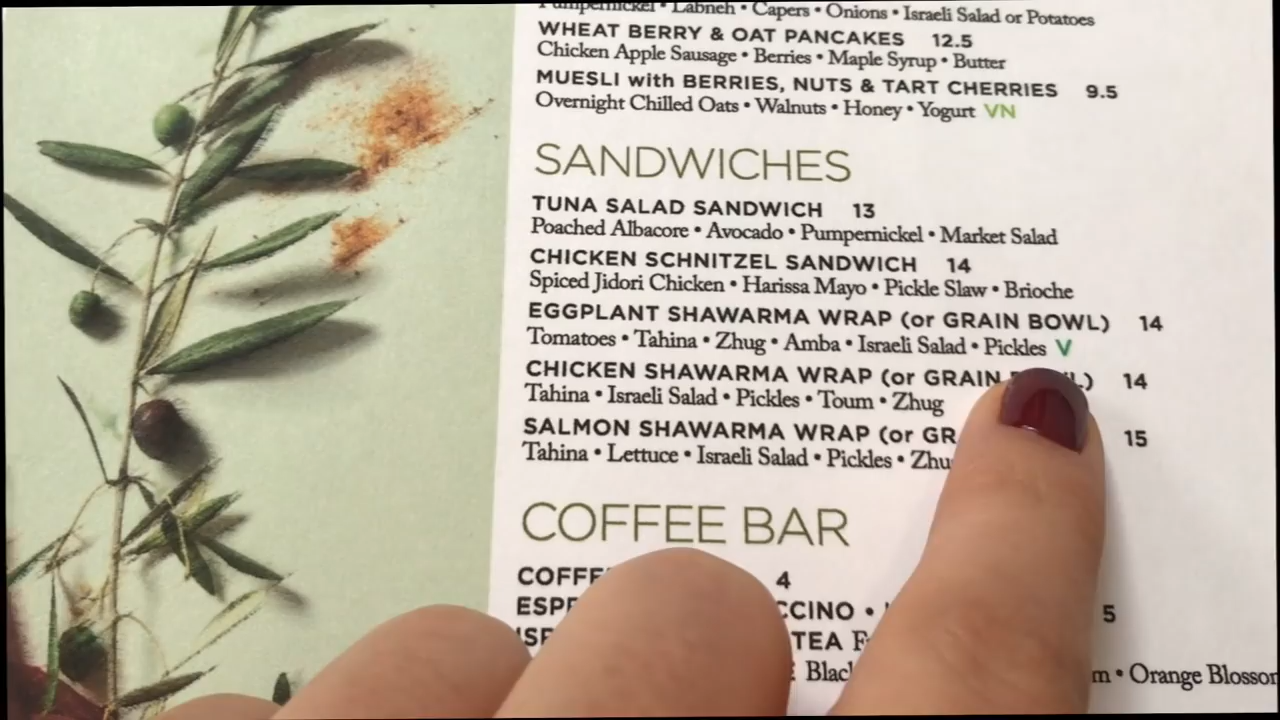 Pumpernickel • Labneh • Capers • Onions • Israeli Salad or Potatoes
WHEAT BERRY & OAT PANCAKES 12.5
Chicken Apple Sausage • Berries • Maple Syrup • Butter
MUESLI with BERRIES, NUTS & TART CHERRIES 9.5
Overnight Chilled Oats • Walnuts • Honey • Yogurt VN
SANDWICHES
TUNA SALAD SANDWICH 13
Poached Albacore • Avocado • Pumpernickel • Market Salad
CHICKEN SCHNITZEL SANDWICH 14
Spiced Jidori Chicken • Harissa Mayo • Pickle Slaw • Brioche
EGGPLANT SHAWARMA WRAP (or GRAIN BOWL) 14
Tomatoes • Tahina • Zhug • Amba • Israeli Salad • Pickles V
CHICKEN SHAWARMA WRAP (or GRAIN 14
Tahina • Israeli Salad • Pickles • Toum • Zhug
SALMON SHAWARMA WRAP (or 15
Tahina • Lettuce • Israeli Salad • Pickles •
COFFEE BAR
4
• 5
TEA
• Orange